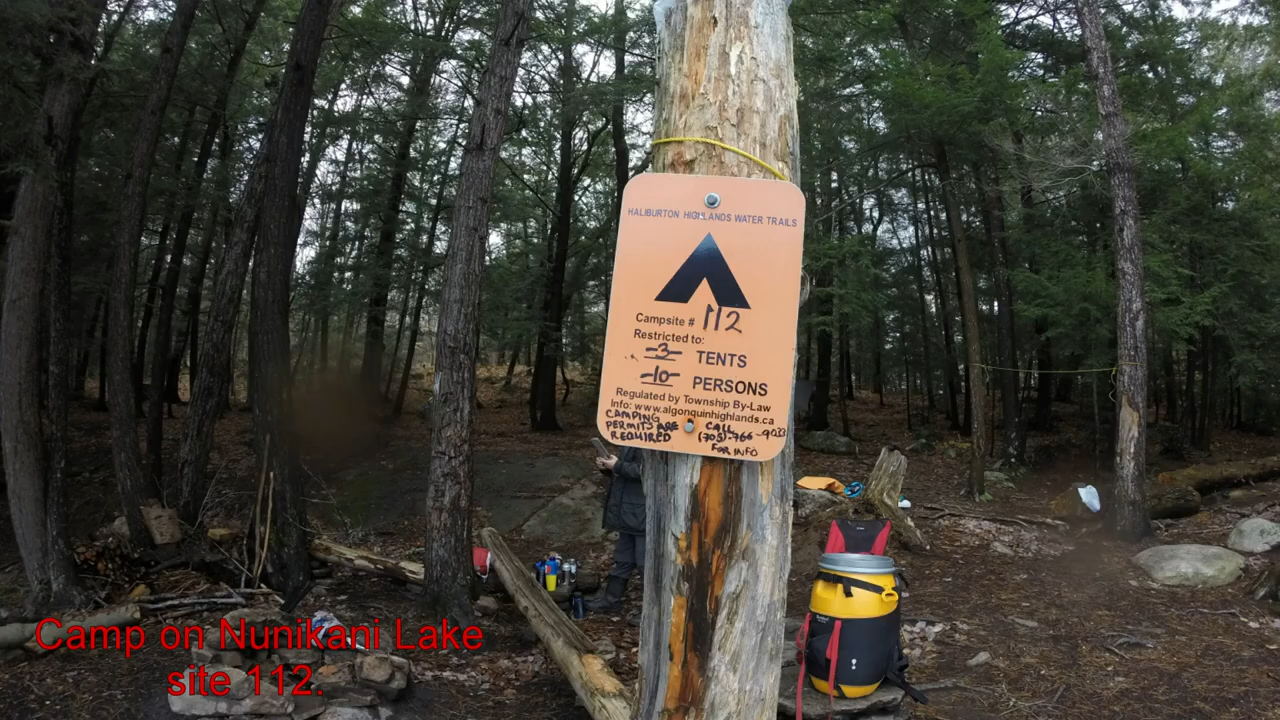 HALIBURTON HIGHLANDS WATER TRAILS
Campsite # 112
Restricted to:
-3- TENTS
-10- PERSONS
Regulated by Township By-Law
Info: www.algonquinhighlands.ca
CAMPING PERMITS ARE REQUIRED
CALL (705)-766-9033 FOR INFO
Camp on Nunikani Lake
site 112.